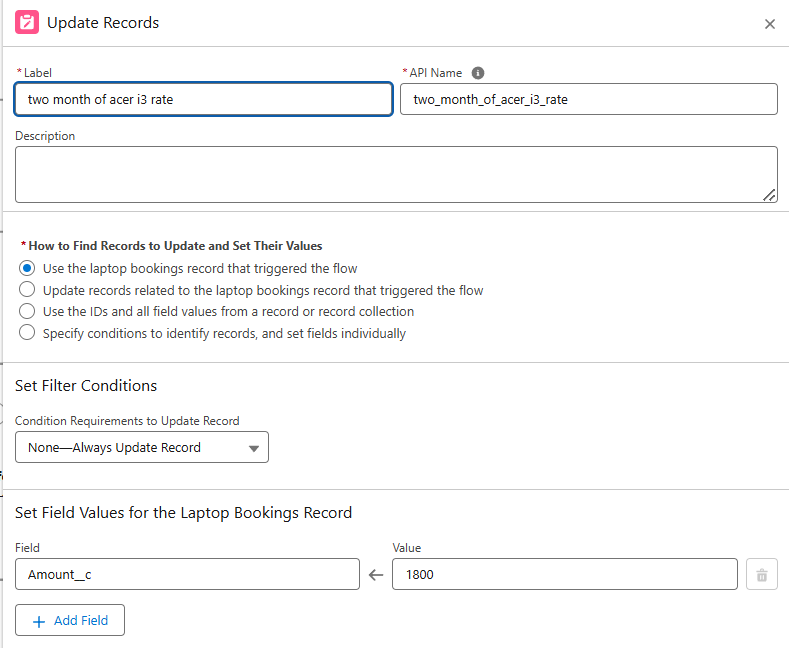 Update Records
* Label
* API Name
two month of acer i3 rate
two_month_of_acer_i3_rate
Description
* How to Find Records to Update and Set Their Values
Use the laptop bookings record that triggered the flow
Update records related to the laptop bookings record that triggered the flow
Use the IDs and all field values from a record or record collection
Specify conditions to identify records, and set fields individually
Set Filter Conditions
Condition Requirements to Update Record
None—Always Update Record
Set Field Values for the Laptop Bookings Record
Field
Value
Amount__c
1800
+ Add Field